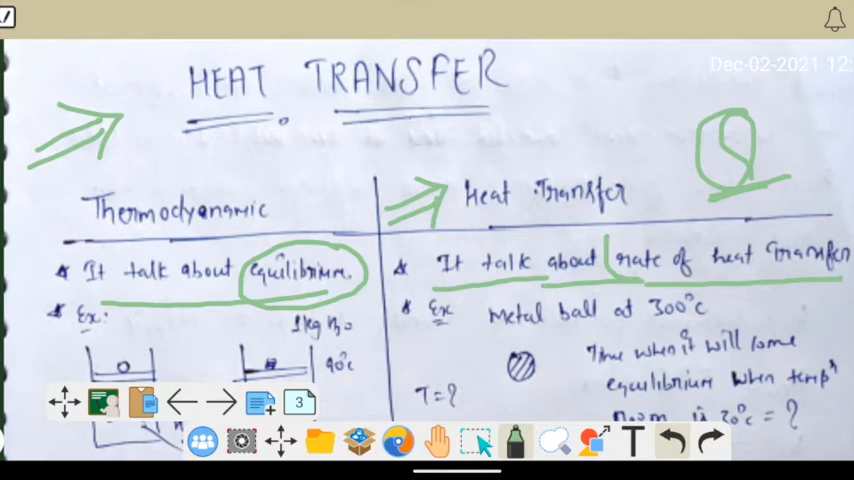 Dec-02-2021 12:
HEAT TRANSFER
Thermodynamic
Heat Transfer
It talk about equilibrium.
It talk about rate of heat Transfer
Ex:
Ex metal ball at 300°c
1kg H₂O
90°c
Time when it will come
equilibrium when temp^r
T=?
Room is 20°c = ?
3
T